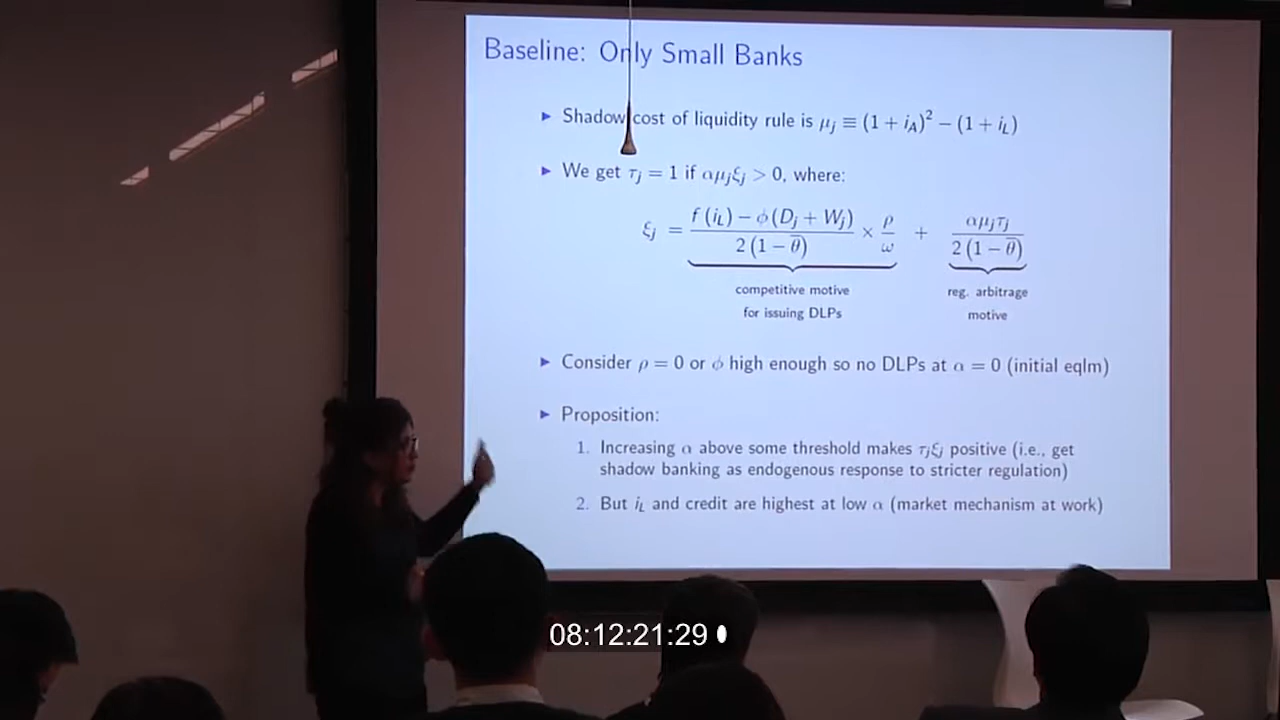 Baseline: Only Small Banks
► Shadow cost of liquidity rule is μj ≡ (1 + iA)² − (1 + iL)
► We get τj = 1 if αμjξj > 0, where:
ξj = f (iL) − ϕ (Dj + Wj) / 2 (1 − θ̅) × ρ / ω + αμjτj / 2 (1 − θ̅)
competitive motive
for issuing DLPs
reg. arbitrage
motive
► Consider ρ = 0 or ϕ high enough so no DLPs at α = 0 (initial eqlm)
► Proposition:
1. Increasing α above some threshold makes τjξj positive (i.e., get
shadow banking as endogenous response to stricter regulation)
2. But iL and credit are highest at low α (market mechanism at work)
08:12:21:29